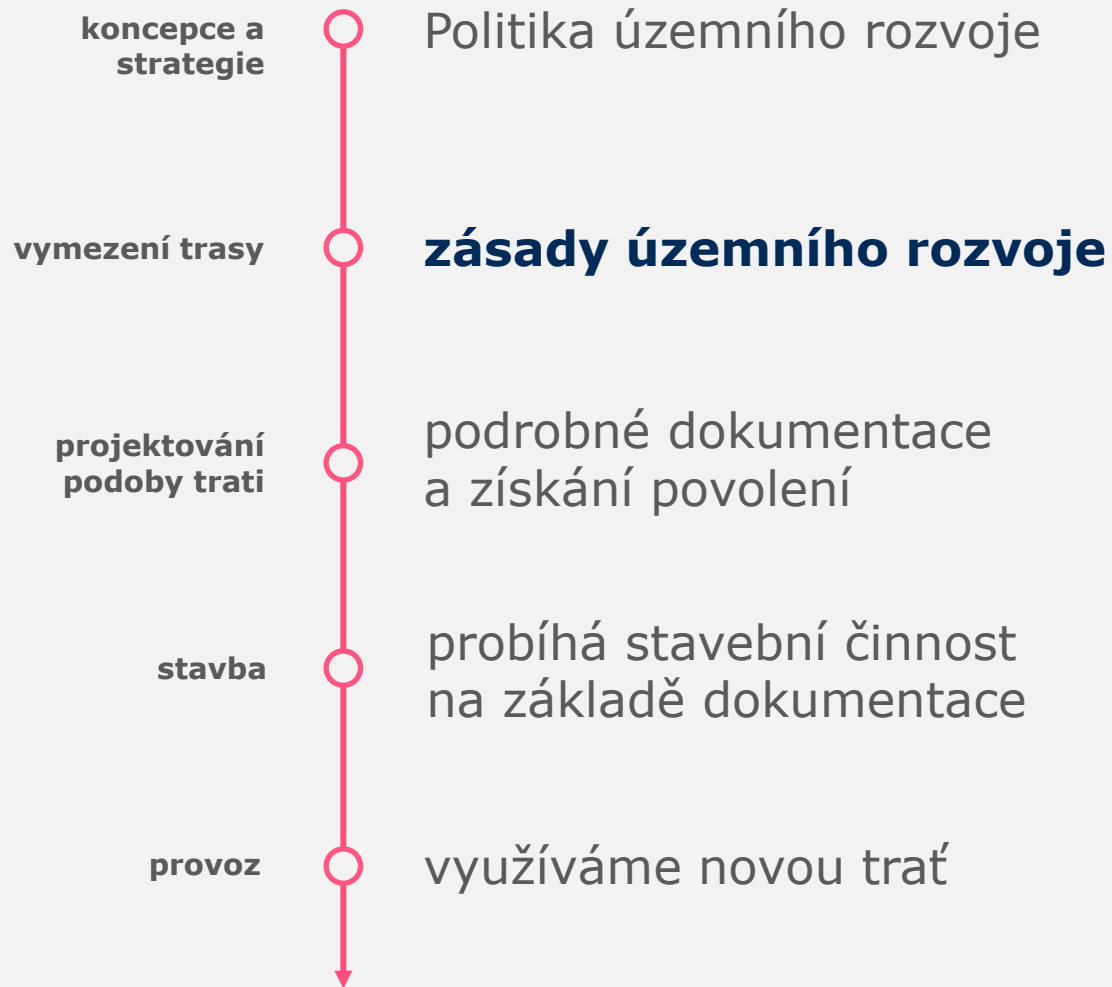 koncepce a
strategie
Politika územního rozvoje
vymezení trasy
zásady územního rozvoje
projektování
podoby trati
podrobné dokumentace
a získání povolení
stavba
probíhá stavební činnost
na základě dokumentace
provoz
využíváme novou trať